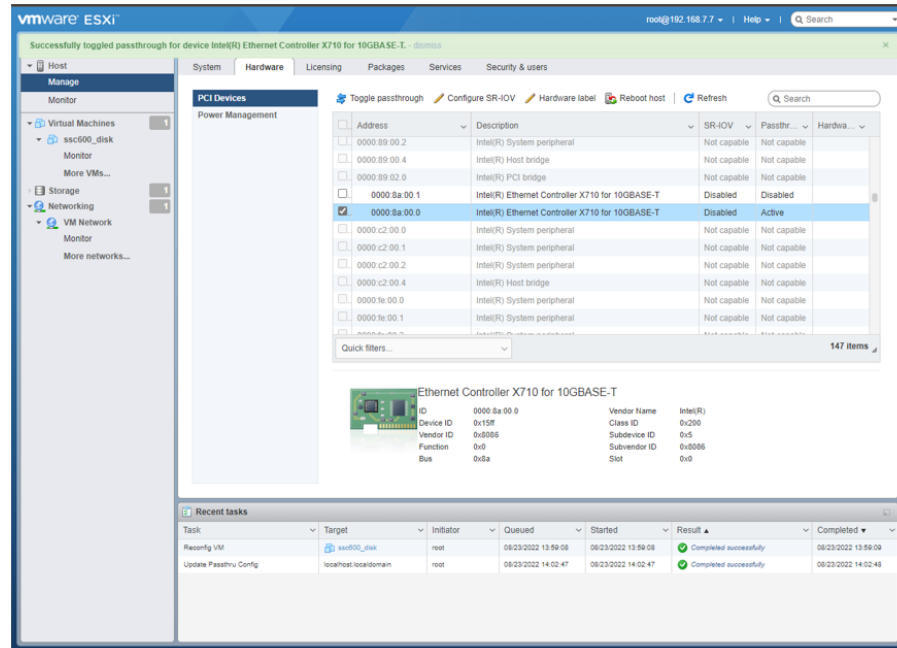 vmware ESXi™
root@192.168.7.7 | Help | Search
Successfully toggled passthrough for device Intel(R) Ethernet Controller X710 for 10GBASE-T. - dismiss
Host
Manage
Monitor
Virtual Machines 1
ssc600_disk
Monitor
More VMs...
Storage 1
Networking 1
VM Network
Monitor
More networks...
System Hardware Licensing Packages Services Security & users
PCI Devices
Power Management
Toggle passthrough Configure SR-IOV Hardware label Reboot host | Refresh Search
Address Description SR-IOV Passthr... Hardwa...
0000:89:00.2 Intel(R) System peripheral Not capable Not capable
0000:89:00.4 Intel(R) Host bridge Not capable Not capable
0000:89:02.0 Intel(R) PCI bridge Not capable Not capable
0000:8a:00.1 Intel(R) Ethernet Controller X710 for 10GBASE-T Disabled Disabled
0000:8a:00.0 Intel(R) Ethernet Controller X710 for 10GBASE-T Disabled Active
0000:c2:00.0 Intel(R) System peripheral Not capable Not capable
0000:c2:00.1 Intel(R) System peripheral Not capable Not capable
0000:c2:00.2 Intel(R) System peripheral Not capable Not capable
0000:c2:00.4 Intel(R) Host bridge Not capable Not capable
0000:fe:00.0 Intel(R) System peripheral Not capable Not capable
0000:fe:00.1 Intel(R) System peripheral Not capable Not capable
Quick filters... 147 items
Ethernet Controller X710 for 10GBASE-T
ID 0000:8a:00.0 Vendor Name Intel(R)
Device ID 0x15ff Class ID 0x200
Vendor ID 0x8086 Subdevice ID 0x5
Function 0x0 Subvendor ID 0x8086
Bus 0x8a Slot 0x0
Recent tasks
Task Target Initiator Queued Started Result Completed
Reconfig VM ssc600_disk root 08/23/2022 13:59:08 08/23/2022 13:59:08 Completed successfully 08/23/2022 13:59:09
Update Passthru Config localhost.localdomain root 08/23/2022 14:02:47 08/23/2022 14:02:47 Completed successfully 08/23/2022 14:02:48